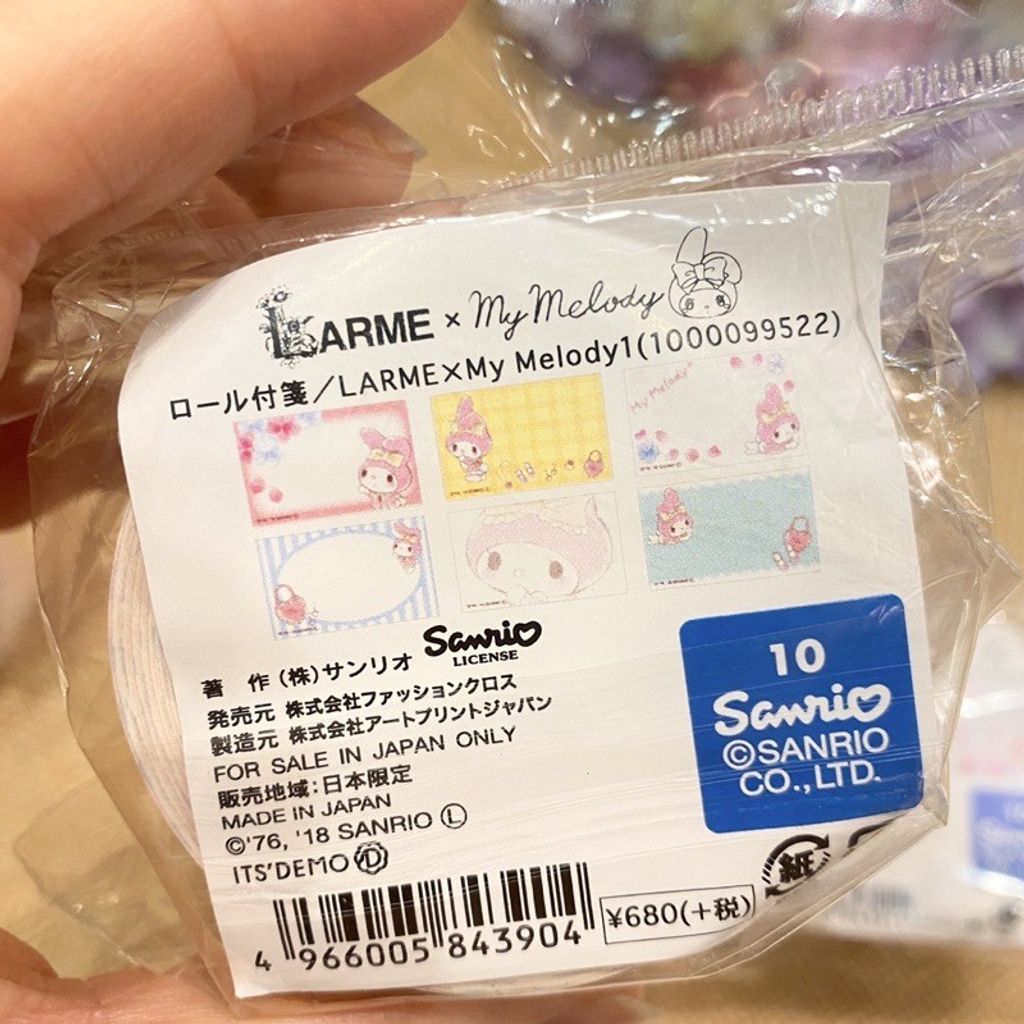 LARME × My Melody
ロール付箋/LARME×My Melody1(1000099522)
My Melody
著 作 (株)サンリオ
Sanrio
LICENSE
発売元 株式会社ファッションクロス
製造元 株式会社アートプリントジャパン
FOR SALE IN JAPAN ONLY
販売地域:日本限定
MADE IN JAPAN
©'76, '18 SANRIO Ⓛ
ITS'DEMO
10
Sanrio
©SANRIO
CO., LTD.
紙
4 966005 843904
¥680(+税)